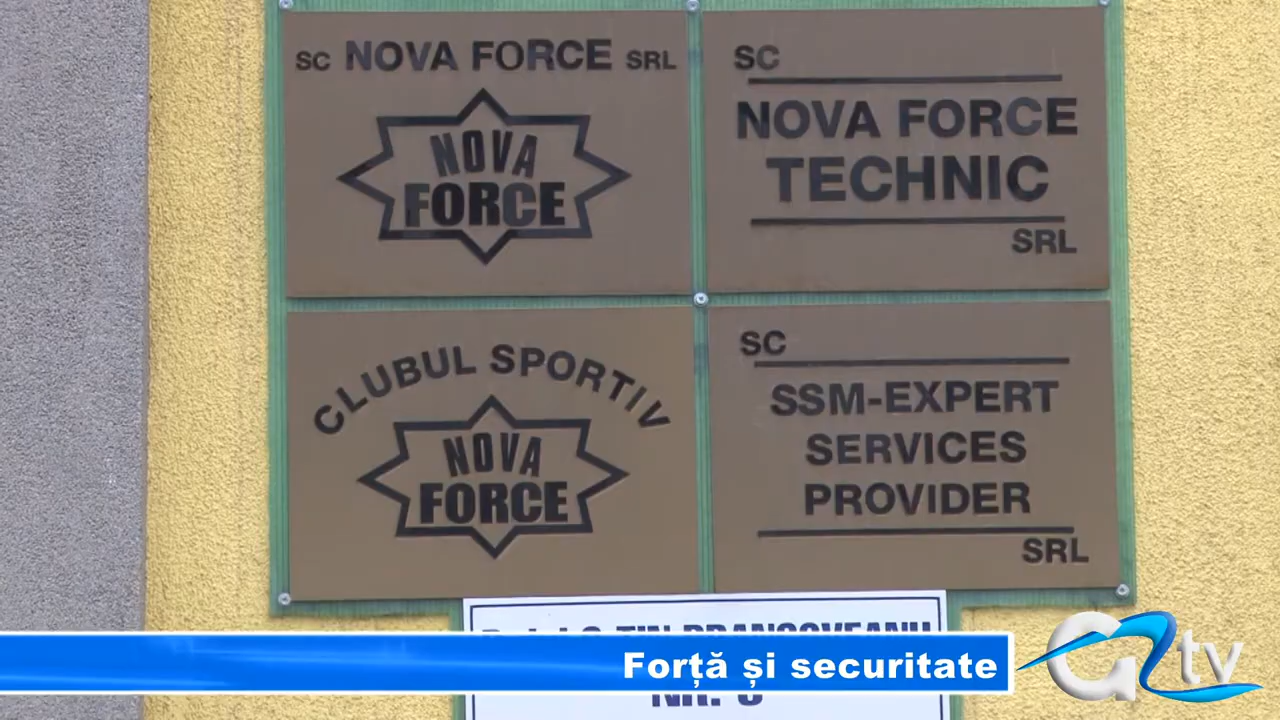 SC NOVA FORCE SRL
NOVA
FORCE
SC
NOVA FORCE
TECHNIC
SRL
CLUBUL SPORTIV
NOVA
FORCE
SC
SSM-EXPERT
SERVICES
PROVIDER
SRL
Forță și securitate
G2tv